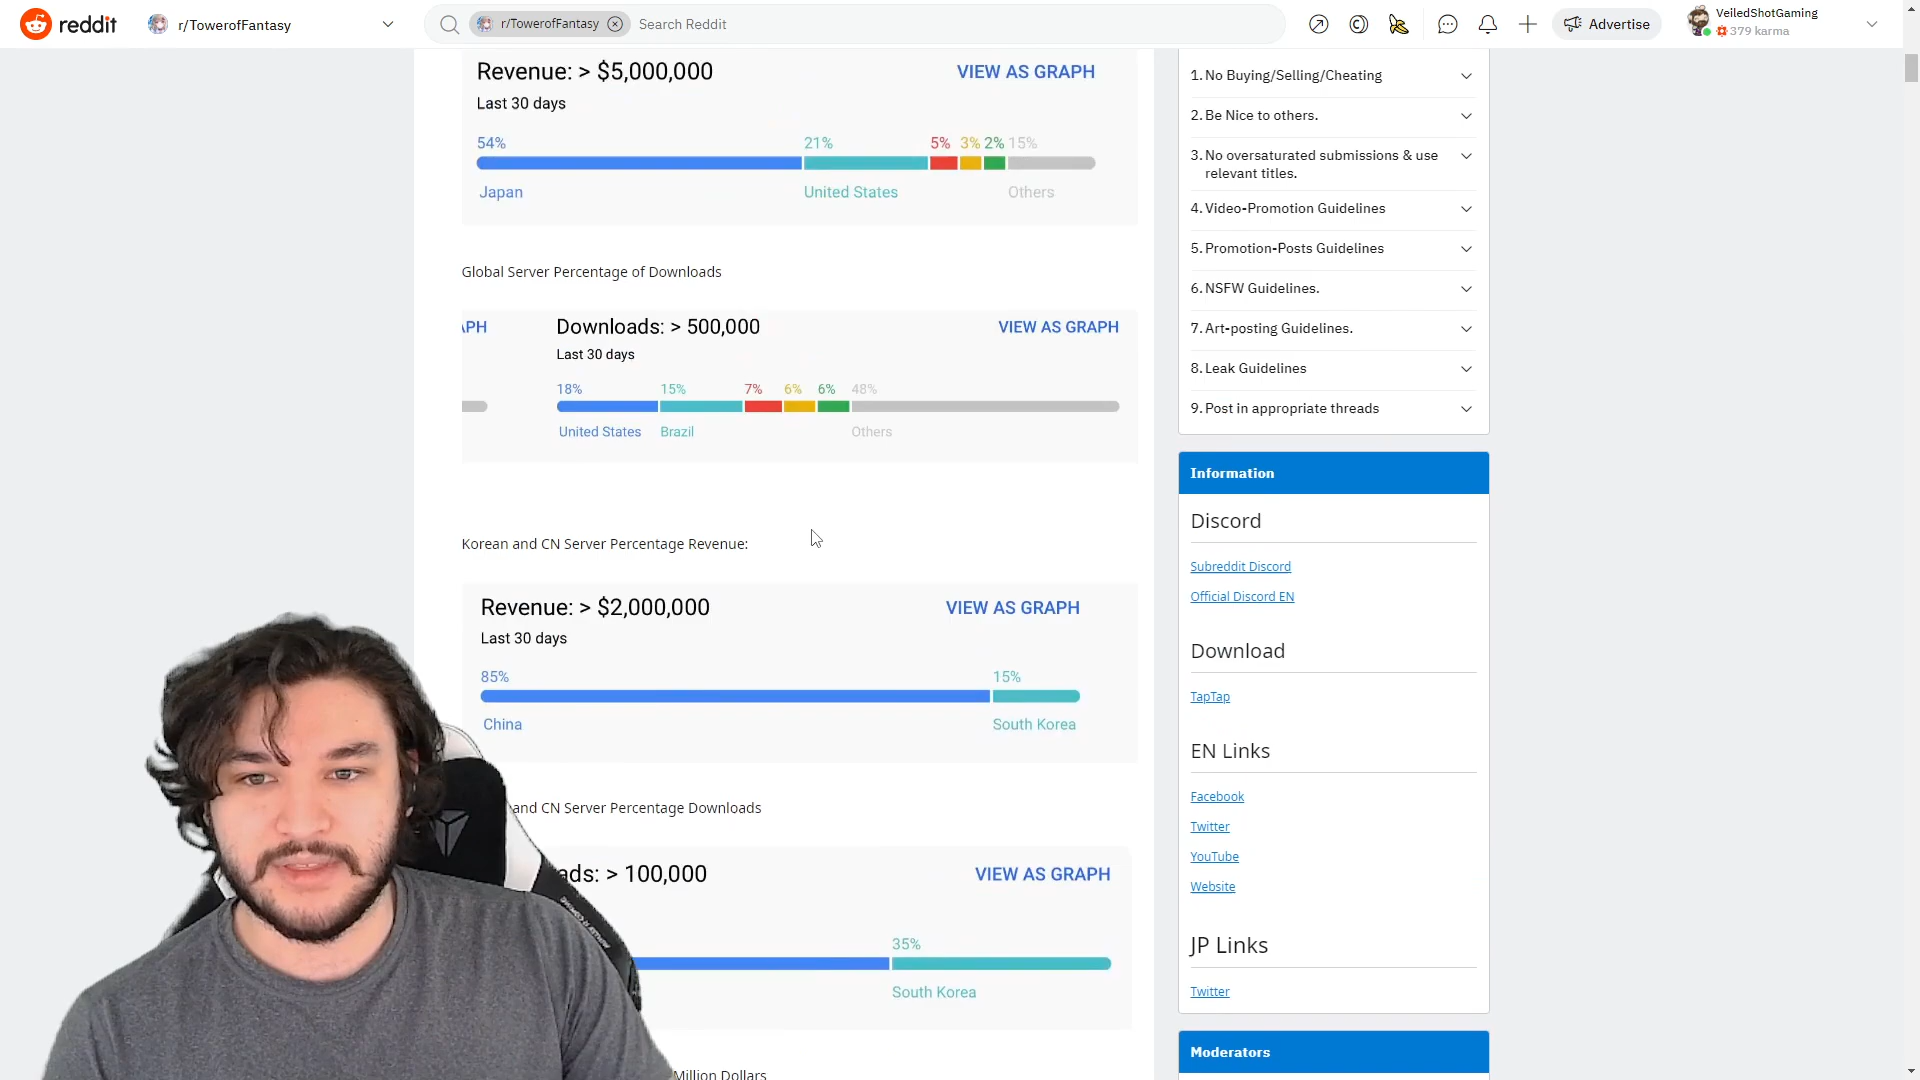 reddit
r/TowerofFantasy
r/TowerofFantasy
Search Reddit
Advertise
VeiledShotGaming
379 karma
Revenue: > $5,000,000
VIEW AS GRAPH
Last 30 days
54%
21%
5%
3%
2%
15%
Japan
United States
Others
Global Server Percentage of Downloads
APH
Downloads: > 500,000
VIEW AS GRAPH
Last 30 days
18%
15%
7%
6%
6%
48%
United States
Brazil
Others
Korean and CN Server Percentage Revenue:
Revenue: > $2,000,000
VIEW AS GRAPH
Last 30 days
85%
15%
China
South Korea
and CN Server Percentage Downloads
ads: > 100,000
VIEW AS GRAPH
35%
South Korea
Million Dollars
1. No Buying/Selling/Cheating
2. Be Nice to others.
3. No oversaturated submissions & use
relevant titles.
4. Video-Promotion Guidelines
5. Promotion-Posts Guidelines
6. NSFW Guidelines.
7. Art-posting Guidelines.
8. Leak Guidelines
9. Post in appropriate threads
Information
Discord
Subreddit Discord
Official Discord EN
Download
TapTap
EN Links
Facebook
Twitter
YouTube
Website
JP Links
Twitter
Moderators